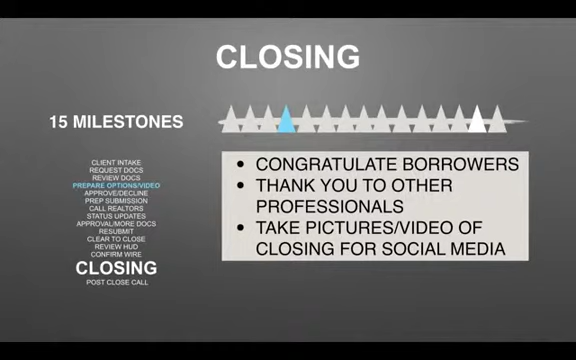 CLOSING
15 MILESTONES
CLIENT INTAKE
REQUEST DOCS
REVIEW DOCS
PREPARE OPTIONS/VIDEO
APPROVE/DECLINE
PREP SUBMISSION
CALL REALTORS
STATUS UPDATES
APPROVAL/MORE DOCS
RESUBMIT
CLEAR TO CLOSE
REVIEW HUD
CONFIRM WIRE
CLOSING
POST CLOSE CALL
• CONGRATULATE BORROWERS
• THANK YOU TO OTHER
PROFESSIONALS
• TAKE PICTURES/VIDEO OF
CLOSING FOR SOCIAL MEDIA